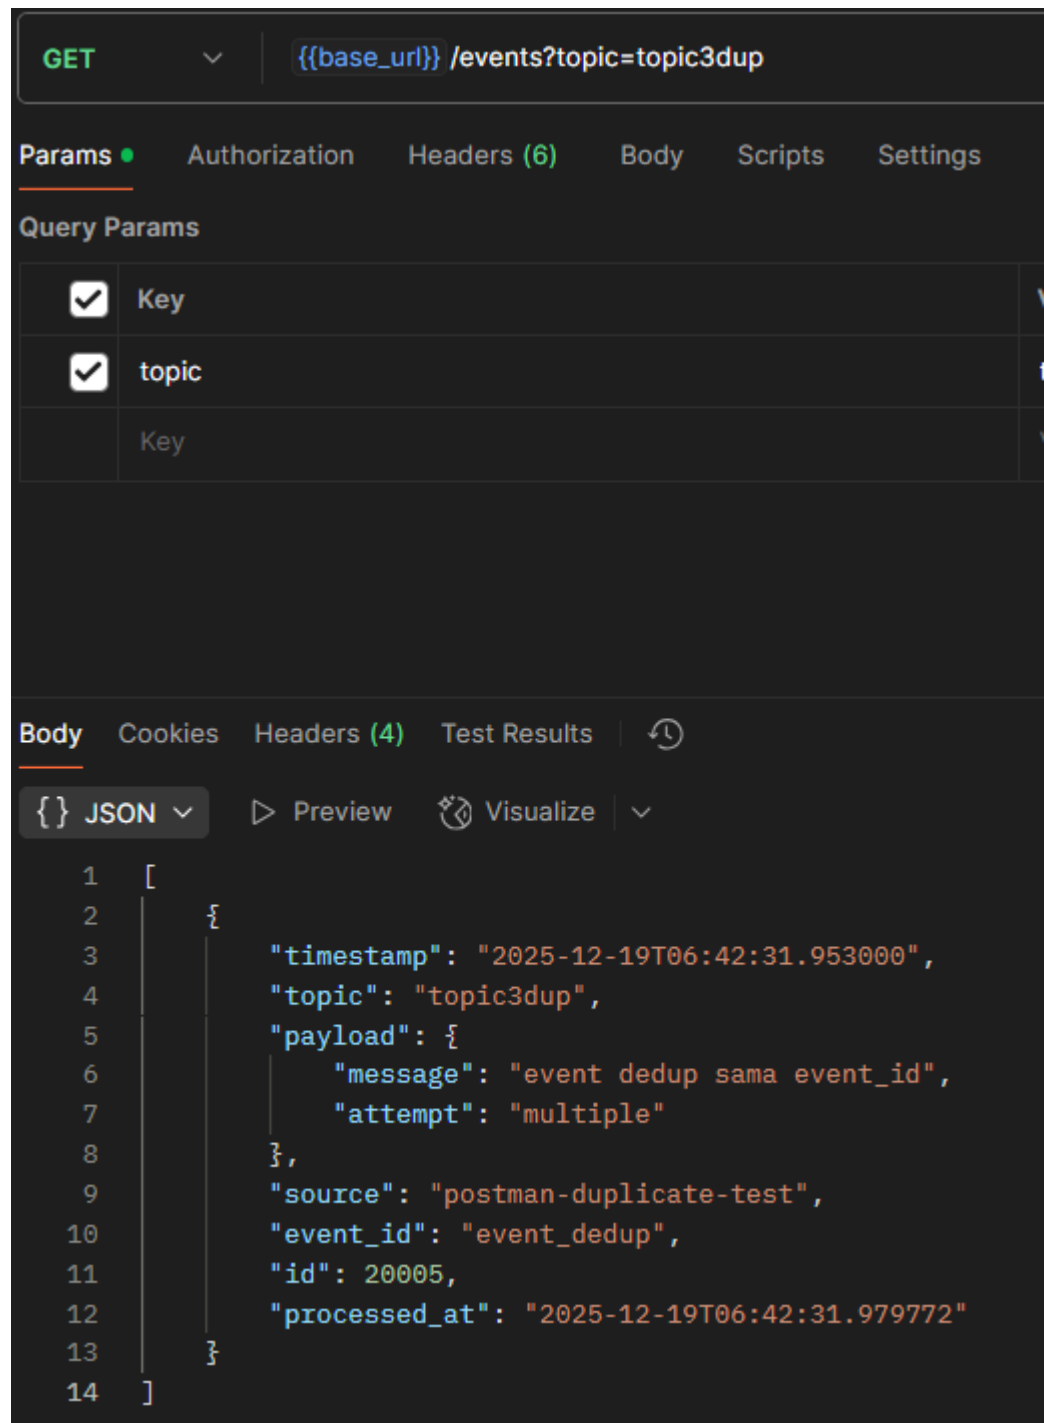 GET {{base_url}} /events?topic=topic3dup
Params Authorization Headers (6) Body Scripts Settings
Query Params
Key
topic
Key
Body Cookies Headers (4) Test Results
{} JSON Preview Visualize
1 [
2 {
3 "timestamp": "2025-12-19T06:42:31.953000",
4 "topic": "topic3dup",
5 "payload": {
6 "message": "event dedup sama event_id",
7 "attempt": "multiple"
8 },
9 "source": "postman-duplicate-test",
10 "event_id": "event_dedup",
11 "id": 20005,
12 "processed_at": "2025-12-19T06:42:31.979772"
13 }
14 ]